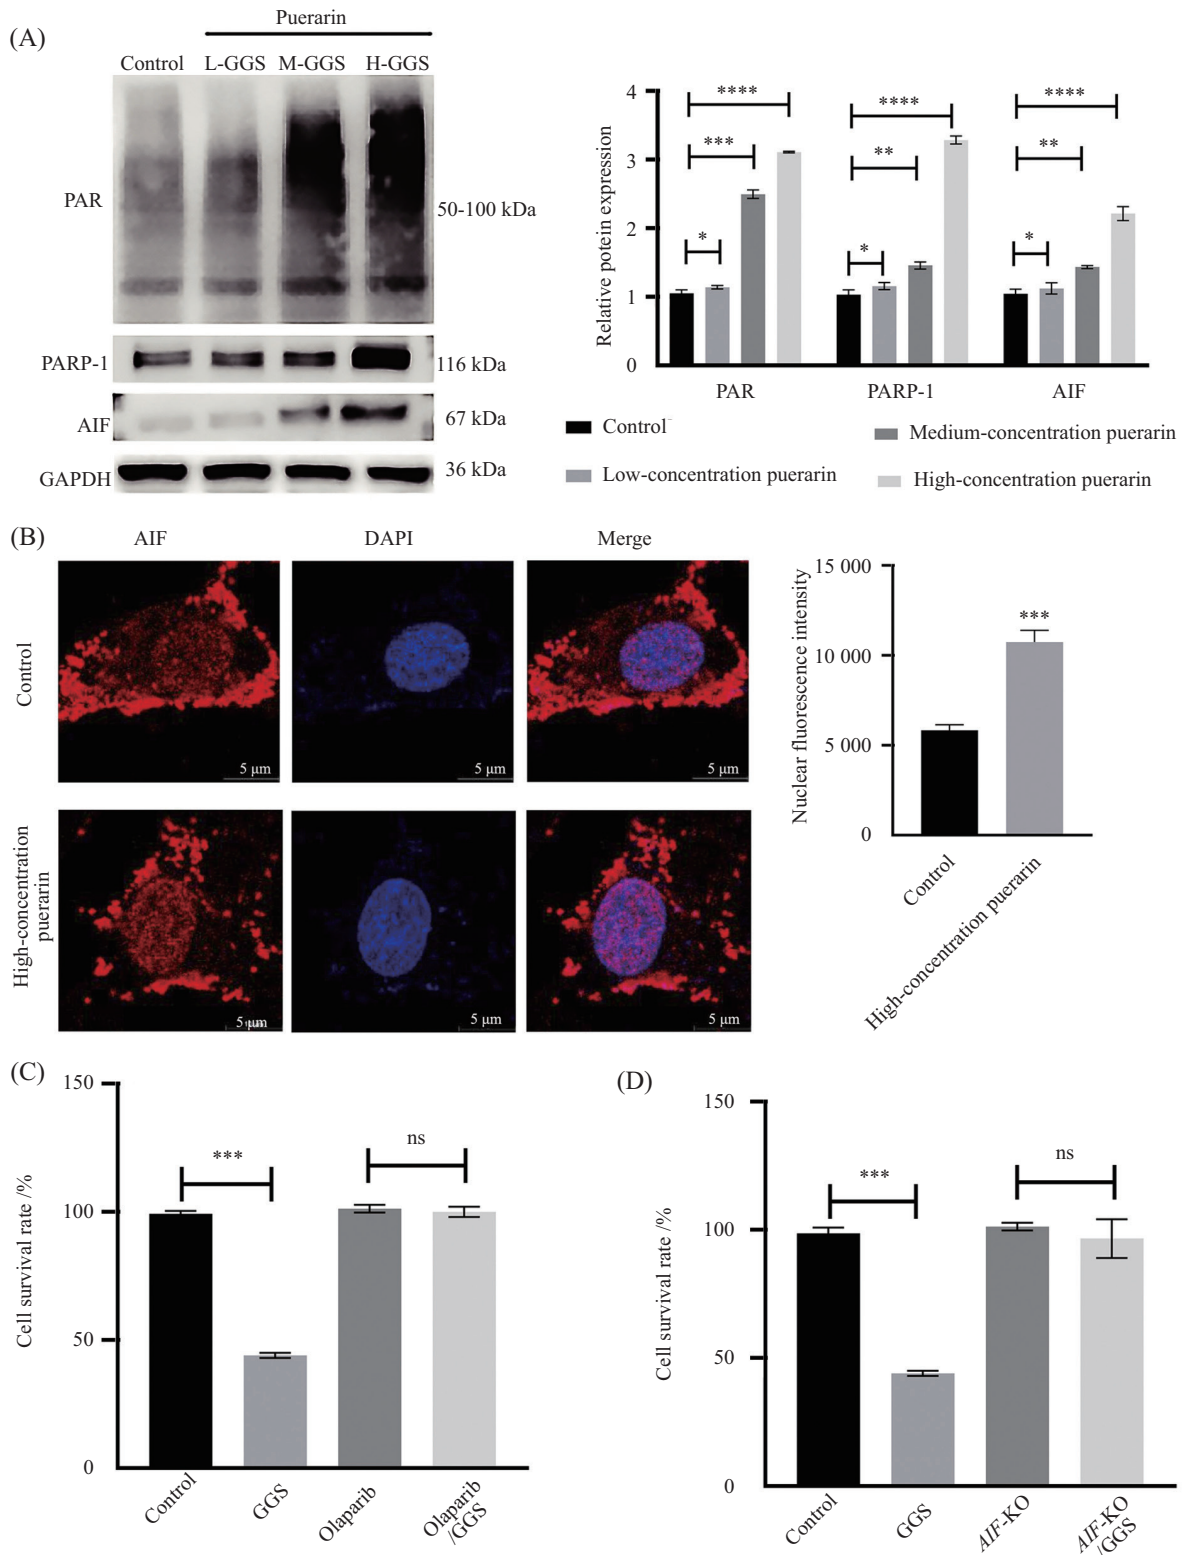 (A)
Puerarin
Control L-GGS M-GGS H-GGS
PAR
50-100 kDa
PARP-1
116 kDa
AIF
67 kDa
GAPDH
36 kDa
Relative potein expression
4
3
2
1
0
****
***
*
****
**
*
****
**
*
PAR PARP-1 AIF
Control-
Medium-concentration puerarin
Low-concentration puerarin
High-concentration puerarin
(B)
AIF DAPI Merge
Control
5 μm 5 μm 5 μm
High-concentration
puerarin
5 μm 5 μm 5 μm
Nuclear fluorescence intensity
15 000
10 000
5 000
0
***
Control
High-concentration puerarin
(C)
Cell survival rate /%
150
100
50
0
***
ns
Control
GGS
Olaparib
Olaparib
/GGS
(D)
Cell survival rate /%
150
100
50
0
***
ns
Control
GGS
AIF-KO
AIF-KO
/GGS